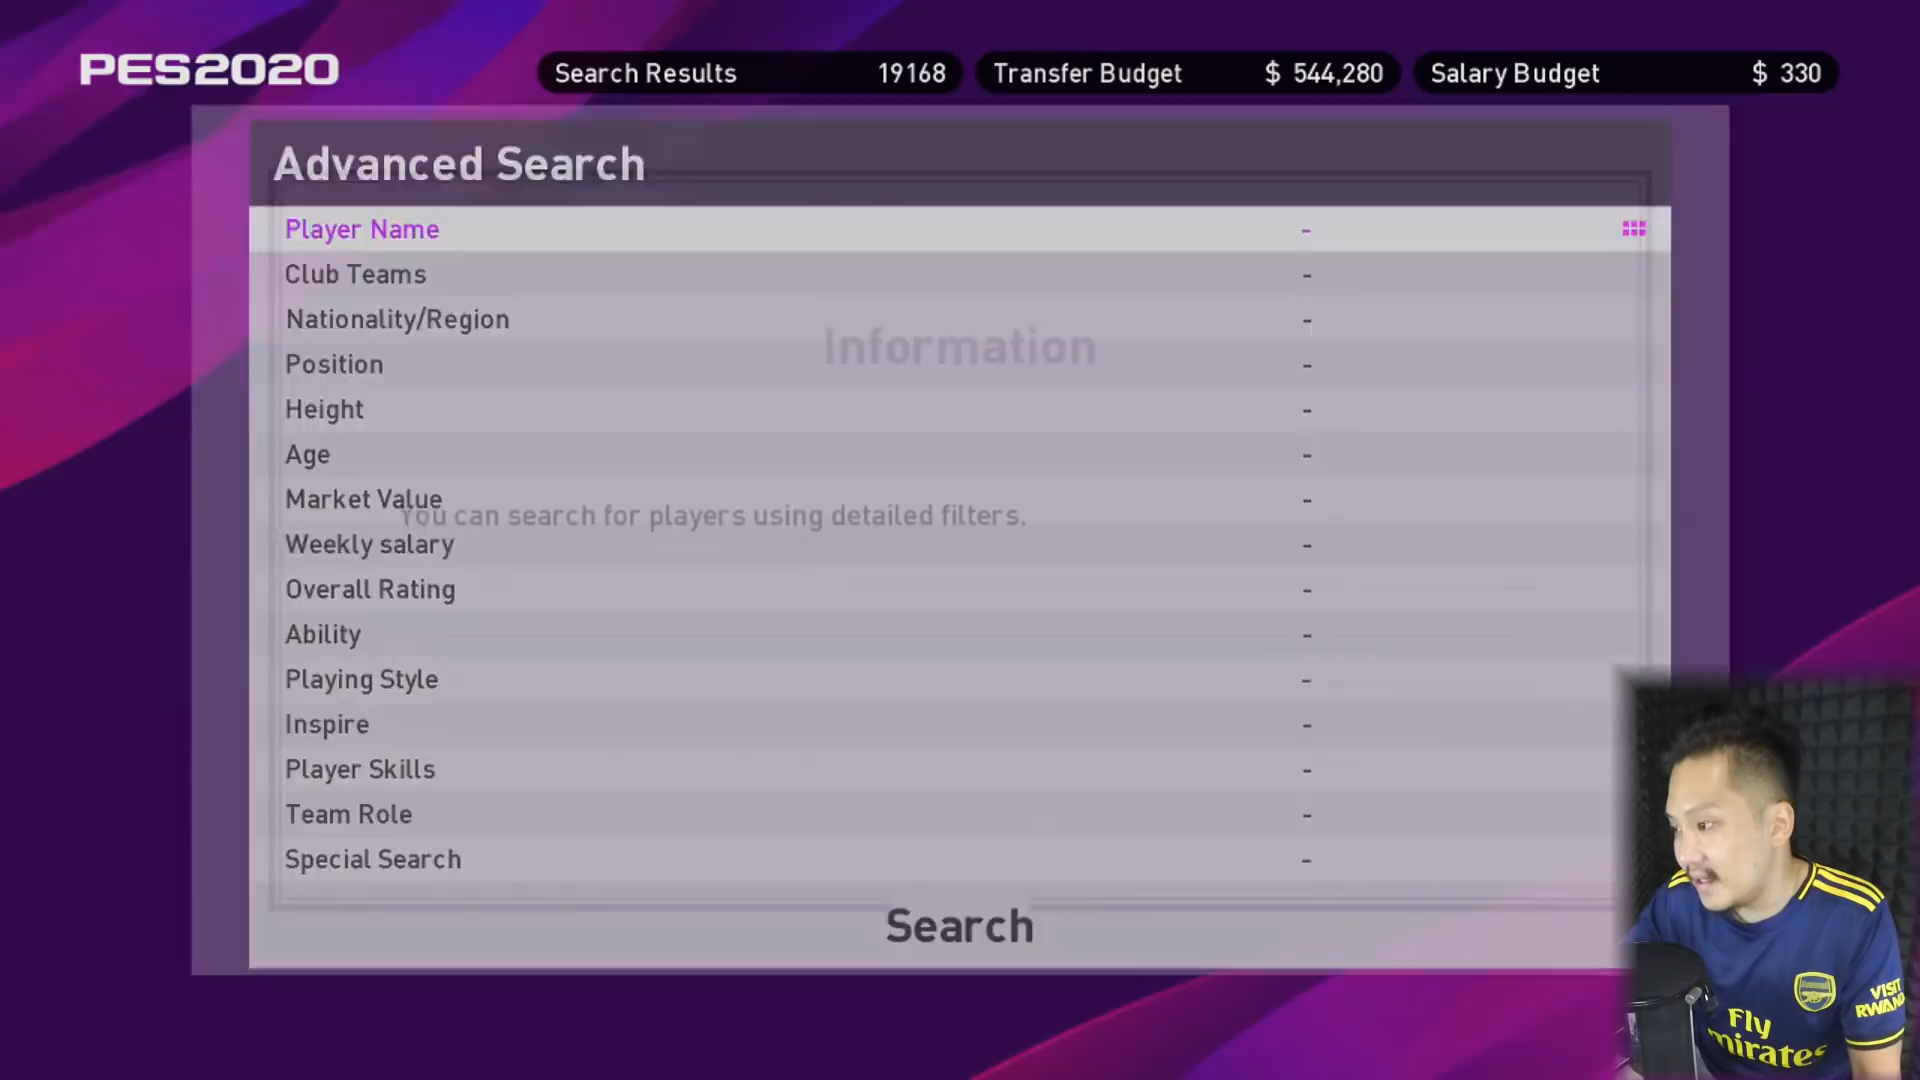 PES2020
Search Results 19168
Transfer Budget $ 544,280
Salary Budget $ 330
Advanced Search
Player Name -
Club Teams -
Nationality/Region -
Information
Position -
Height -
Age -
Market Value -
You can search for players using detailed filters.
Weekly salary -
Overall Rating -
Ability -
Playing Style -
Inspire -
Player Skills -
Team Role -
Special Search -
Search
VISIT
Fly